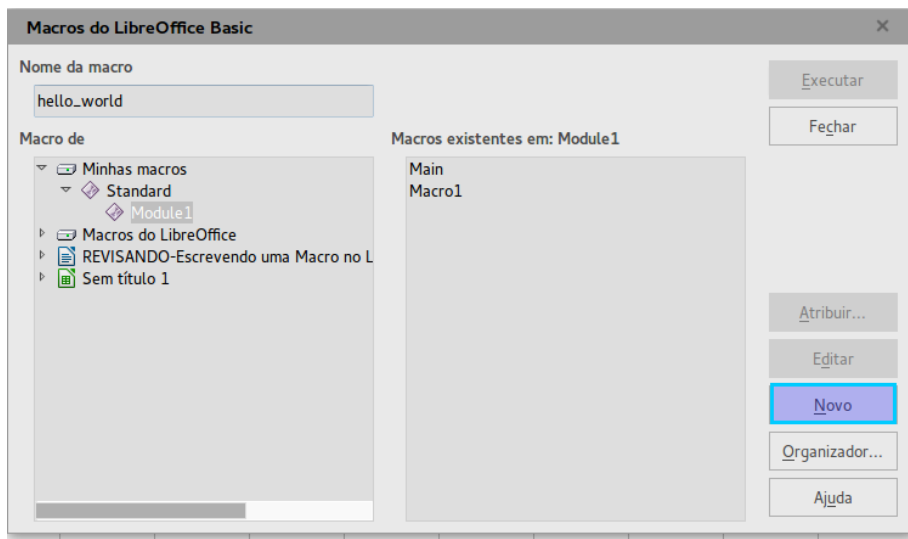 Macros do LibreOffice Basic
Nome da macro
hello_world
Macro de
Minhas macros
Standard
Module1
Macros do LibreOffice
REVISANDO-Escrevendo uma Macro no L
Sem título 1
Macros existentes em: Module1
Main
Macro1
Executar
Fechar
Atribuir...
Editar
Novo
Organizador...
Ajuda